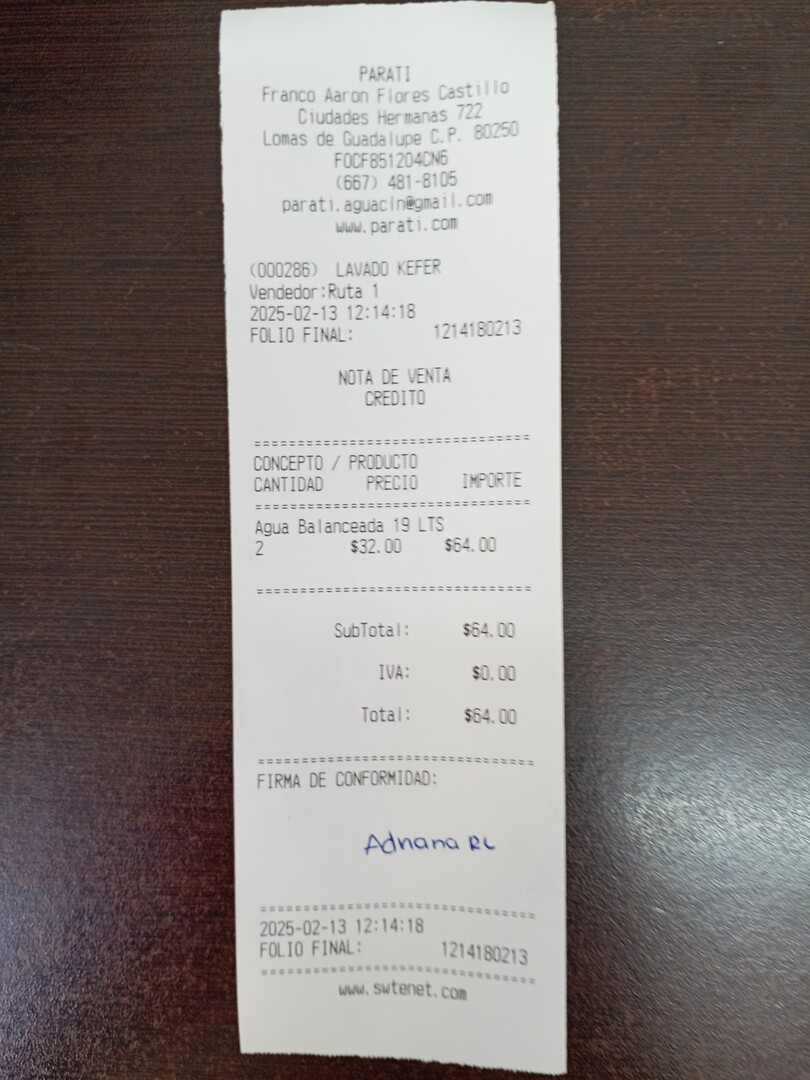 PARATI
Franco Aaron Flores Castillo
Ciudades Hermanas 722
Lomas de Guadalupe C.P. 80250
FOCF851204CN6
(667) 481-8105
parati.aguacln@gmail.com
www.parati.com
(000286) LAVADO KEFER
Vendedor:Ruta 1
2025-02-13 12:14:18
FOLIO FINAL: 1214180213
NOTA DE VENTA
CREDITO
==============================
CONCEPTO / PRODUCTO
CANTIDAD PRECIO IMPORTE
==============================
Agua Balanceada 19 LTS
2 $32.00 $64.00
==============================
SubTotal: $64.00
IVA: $0.00
Total: $64.00
==============================
FIRMA DE CONFORMIDAD:
Adriana RL
==============================
2025-02-13 12:14:18
FOLIO FINAL: 1214180213
==============================
www.swtenet.com